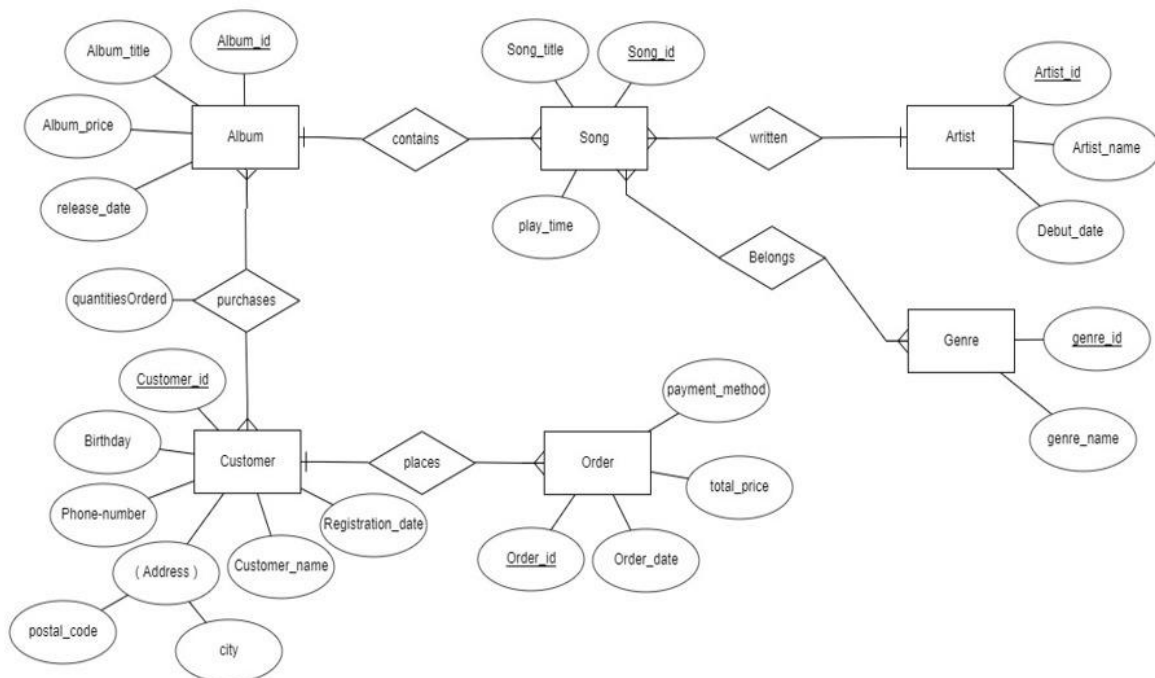 Album_title
Album_id
Song_title
Song_id
Artist_id
Album_price
Album
contains
Song
written
Artist
Artist_name
release_date
play_time
Debut_date
Belongs
quantitiesOrderd
purchases
Genre
genre_id
Customer_id
payment_method
genre_name
Birthday
Customer
places
Order
total_price
Phone-number
Registration_date
( Address )
Customer_name
Order_id
Order_date
postal_code
city